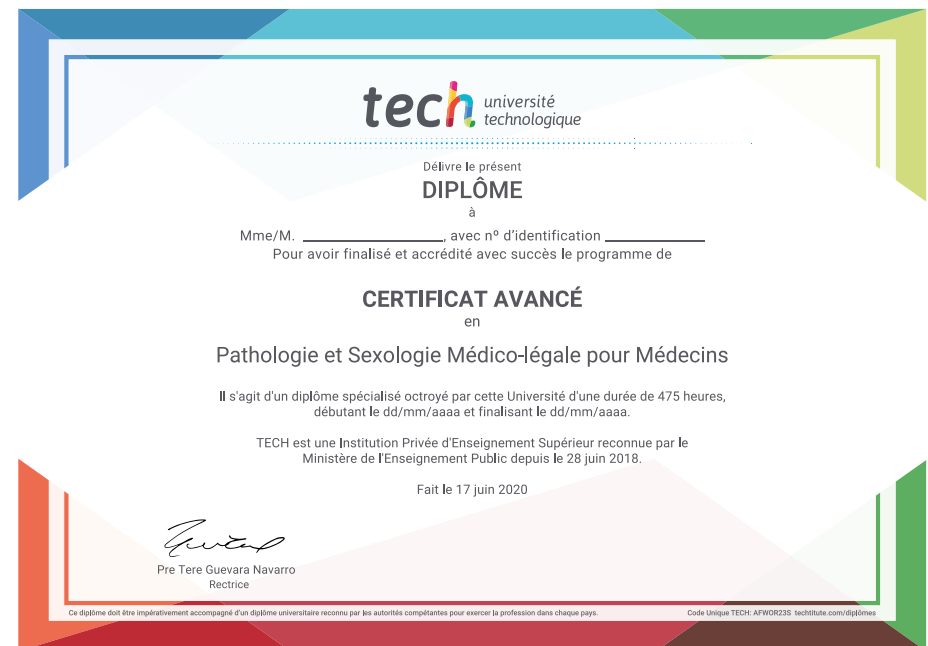 tech université
technologique
Délivre le présent
DIPLÔME
à
Mme/M. ____________________, avec nº d'identification ______________
Pour avoir finalisé et accrédité avec succès le programme de
CERTIFICAT AVANCÉ
en
Pathologie et Sexologie Médico-légale pour Médecins
Il s'agit d'un diplôme spécialisé octroyé par cette Université d'une durée de 475 heures,
débutant le dd/mm/aaaa et finalisant le dd/mm/aaaa.
TECH est une Institution Privée d'Enseignement Supérieur reconnue par le
Ministère de l'Enseignement Public depuis le 28 juin 2018.
Fait le 17 juin 2020
Pre Tere Guevara Navarro
Rectrice
Ce diplôme doit être impérativement accompagné d'un diplôme universitaire reconnu par les autorités compétentes pour exercer la profession dans chaque pays.
Code Unique TECH: AFWOR23S techtitute.com/diplômes